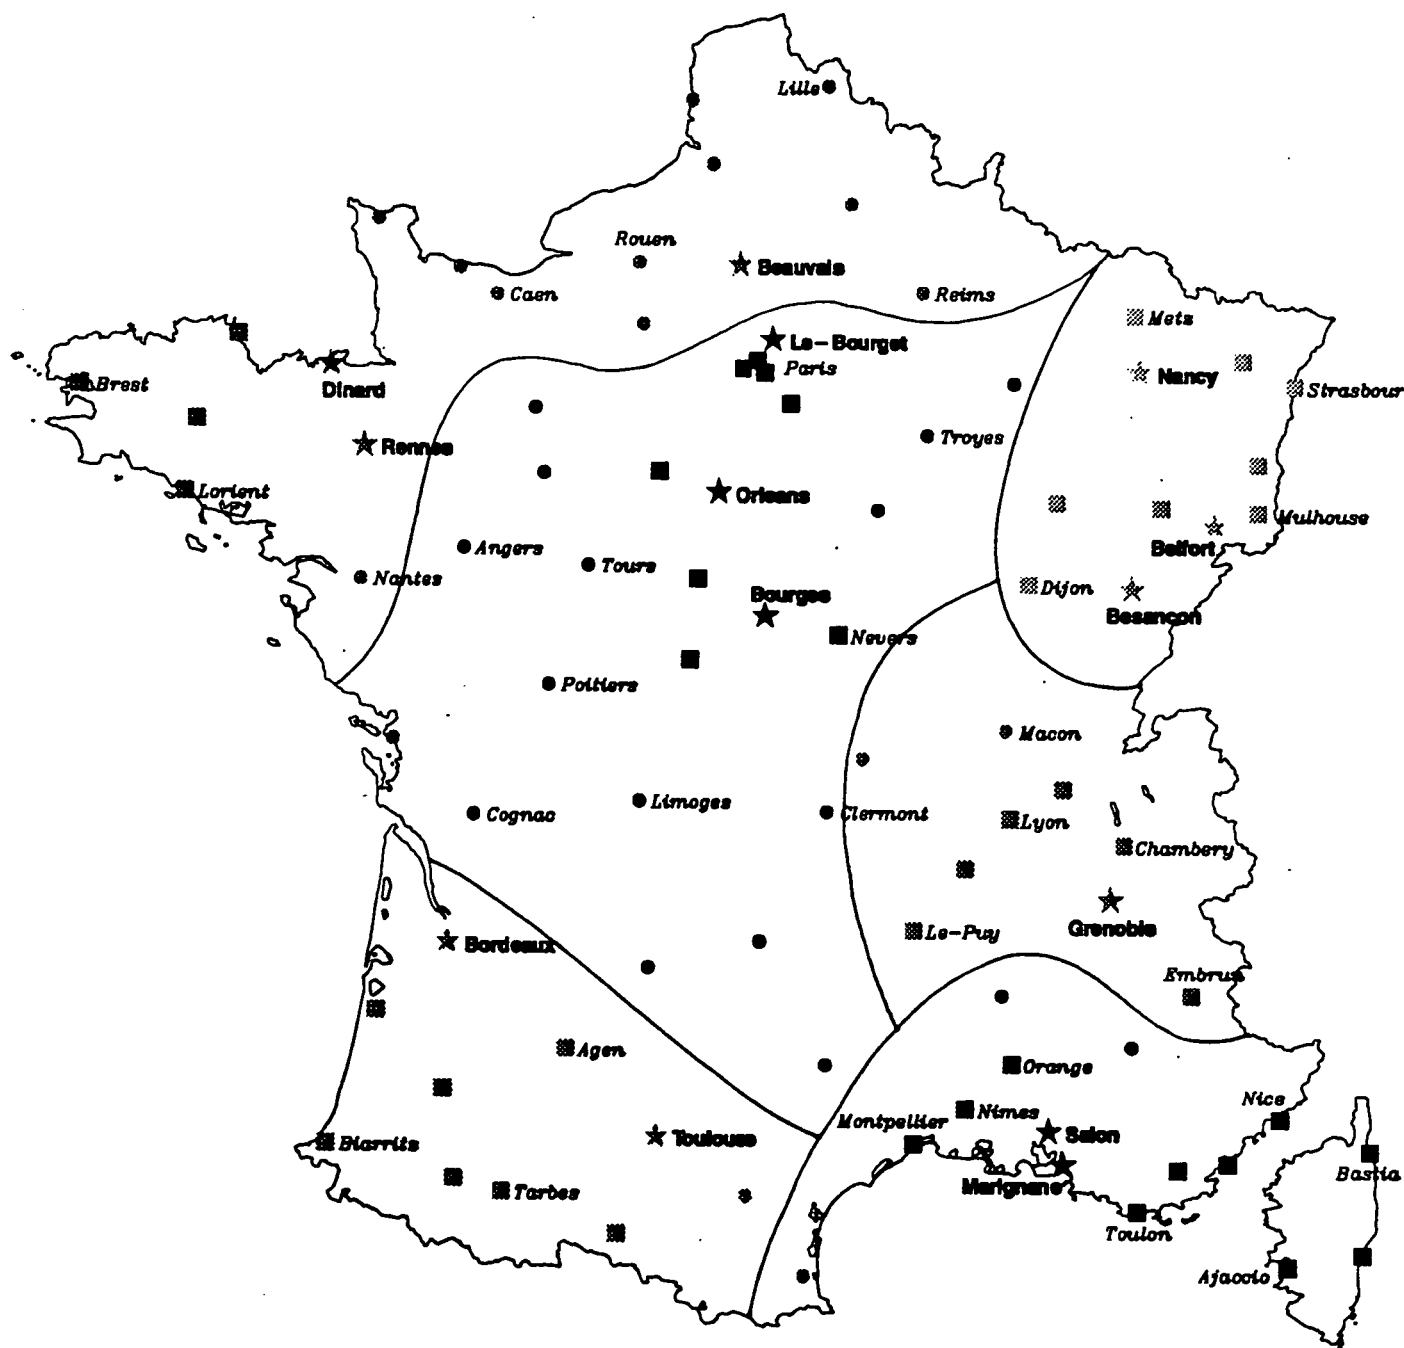 Lille
Rouen
Beauvais
Caen
Reims
Metz
Le-Bourget
Paris
Nancy
Brest
Dinard
Strasbour
Troyes
Rennes
Lorient
Orleans
Mulhouse
Angers
Belfort
Tours
Nantes
Dijon
Bourges
Besançon
Nevers
Poitiers
Macon
Limoges
Cognac
Clermont
Lyon
Chambery
Grenoble
Le-Puy
Bordeaux
Embrun
Agen
Orange
Nice
Nimes
Montpellier
Salon
Toulouse
Biarrits
Bastia
Marignane
Tarbes
Toulon
Ajaccio